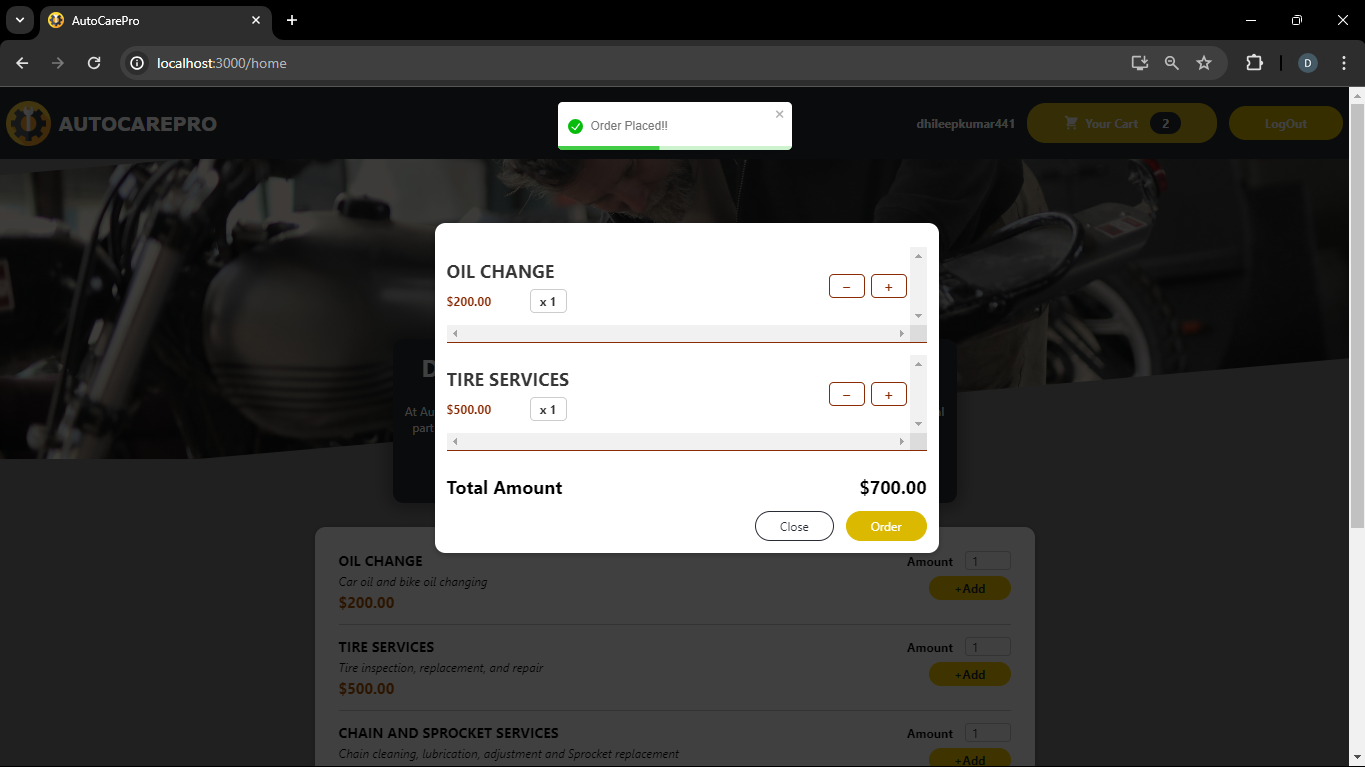 AutoCarePro
localhost:3000/home
D
AUTOCAREPRO
Order Placed!!
dhileepkumar441
Your Cart 2
LogOut
OIL CHANGE
$200.00 x 1
– +
TIRE SERVICES
$500.00 x 1
– +
Total Amount $700.00
Close Order
D
At Au
part
al
OIL CHANGE
Car oil and bike oil changing
$200.00
Amount 1
+Add
TIRE SERVICES
Tire inspection, replacement, and repair
$500.00
Amount 1
+Add
CHAIN AND SPROCKET SERVICES
Chain cleaning, lubrication, adjustment and Sprocket replacement
Amount 1
+Add